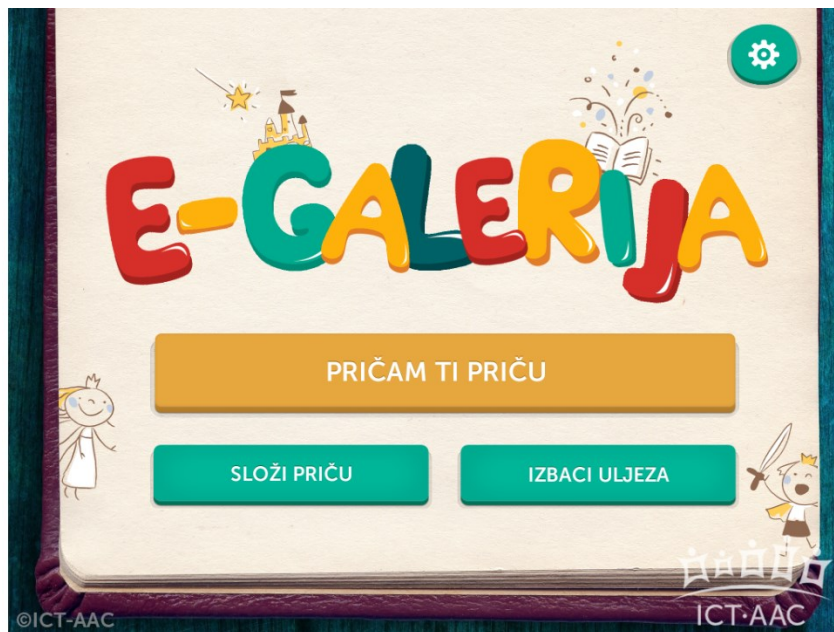 E-GALERIJA
PRIČAM TI PRIČU
SLOŽI PRIČU
IZBACI ULJEZA
©ICT-AAC
ICT·AAC